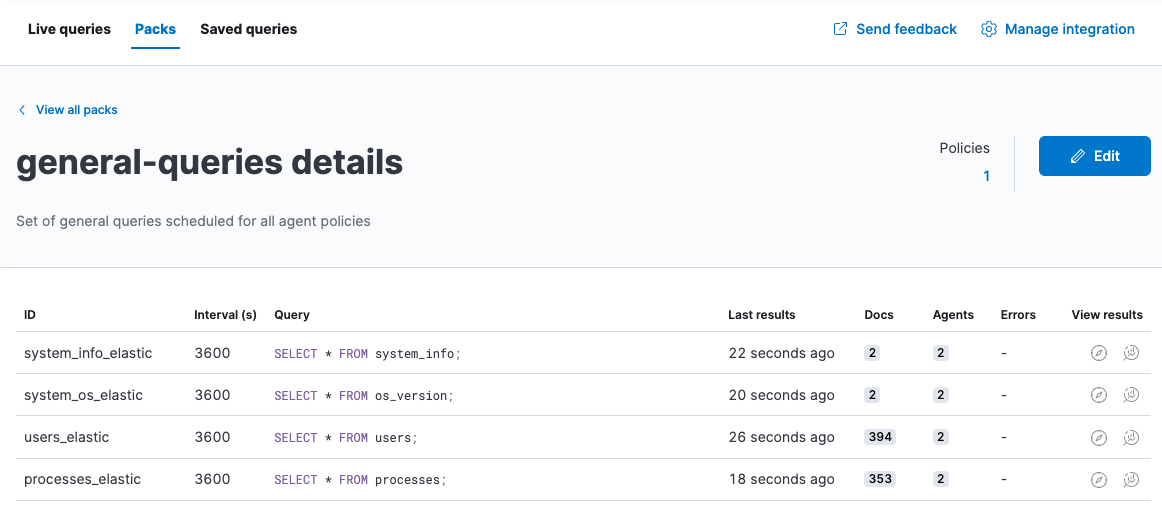 Live queries Packs Saved queries Send feedback Manage integration
View all packs
general-queries details
Policies
1
Edit
Set of general queries scheduled for all agent policies
ID Interval (s) Query Last results Docs Agents Errors View results
system_info_elastic 3600 SELECT * FROM system_info; 22 seconds ago 2 2 -
system_os_elastic 3600 SELECT * FROM os_version; 20 seconds ago 2 2 -
users_elastic 3600 SELECT * FROM users; 26 seconds ago 394 2 -
processes_elastic 3600 SELECT * FROM processes; 18 seconds ago 353 2 -